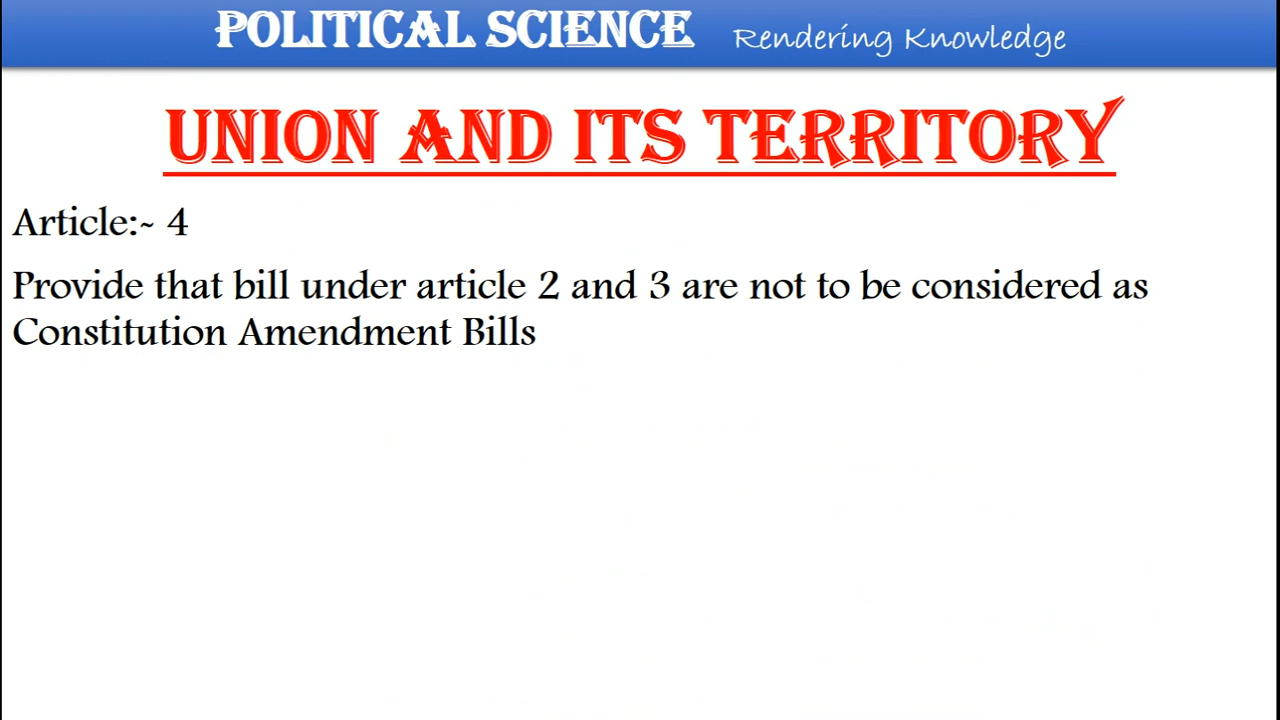 POLITICAL SCIENCE Rendering Knowledge
UNION AND ITS TERRITORY
Article:~ 4
Provide that bill under article 2 and 3 are not to be considered as
Constitution Amendment Bills